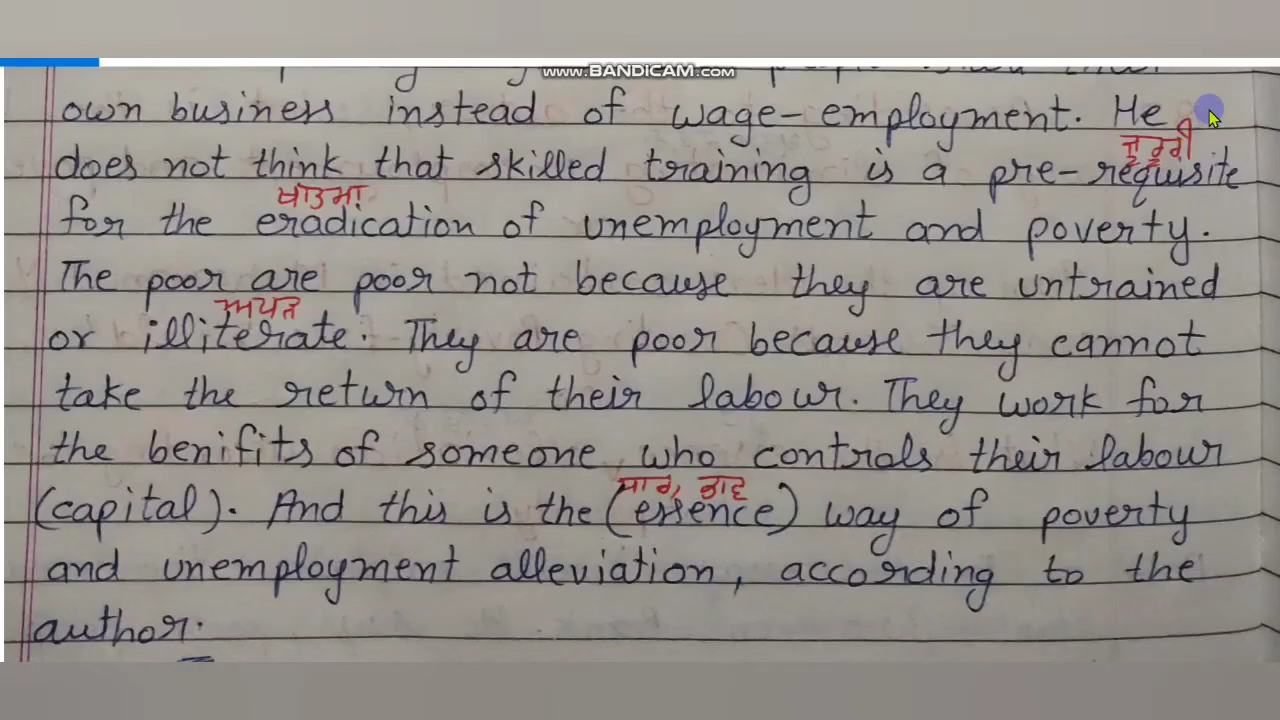 www.BANDICAM.com
own business instead of wage-employment. He
ਜ਼ਰੂਰੀ
does not think that skilled training is a pre-requisite
ਖਾਤਮਾ
for the eradication of unemployment and poverty.
The poor are poor not because they are untrained
ਅਨਪੜ
or illiterate. They are poor because they cannot
take the return of their labour. They work for
the benifits of someone who controls their labour
ਸਾਰ, ਭਾਵ
(capital). And this is the (essence) way of poverty
and unemployment alleviation, according to the
author.